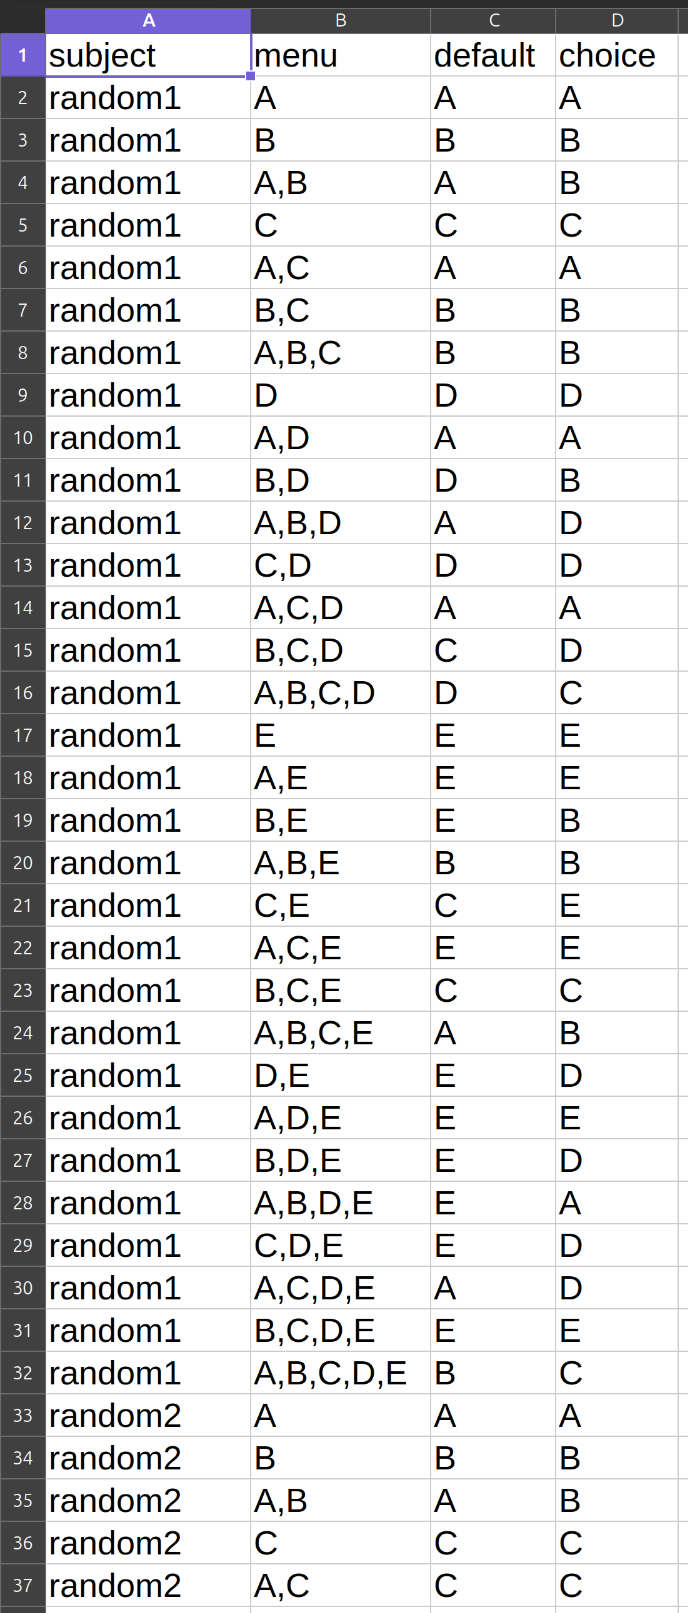 A B C D
1 subject menu default choice
2 random1 A A A
3 random1 B B B
4 random1 A,B A B
5 random1 C C C
6 random1 A,C A A
7 random1 B,C B B
8 random1 A,B,C B B
9 random1 D D D
10 random1 A,D A A
11 random1 B,D D B
12 random1 A,B,D A D
13 random1 C,D D D
14 random1 A,C,D A A
15 random1 B,C,D C D
16 random1 A,B,C,D D C
17 random1 E E E
18 random1 A,E E E
19 random1 B,E E B
20 random1 A,B,E B B
21 random1 C,E C E
22 random1 A,C,E E E
23 random1 B,C,E C C
24 random1 A,B,C,E A B
25 random1 D,E E D
26 random1 A,D,E E E
27 random1 B,D,E E D
28 random1 A,B,D,E E A
29 random1 C,D,E E D
30 random1 A,C,D,E A D
31 random1 B,C,D,E E E
32 random1 A,B,C,D,E B C
33 random2 A A A
34 random2 B B B
35 random2 A,B A B
36 random2 C C C
37 random2 A,C C C